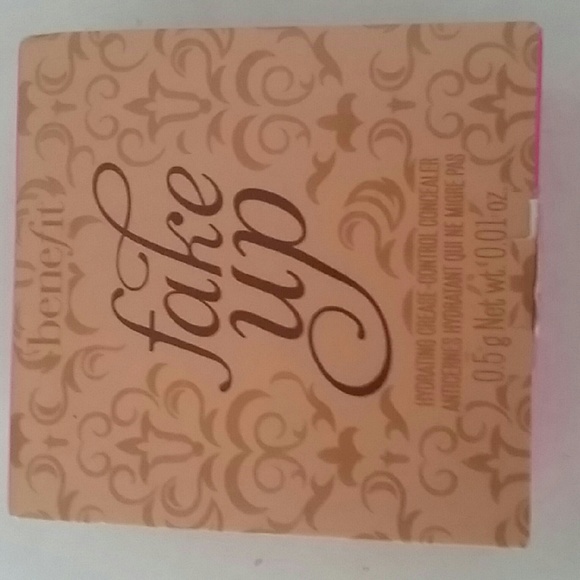 benefit
fake
up
HYDRATING CREASE-CONTROL CONCEALER
ANTICERNES HYDRATANT QUI NE MIGRE PAS
0.5 g Net wt. 0.01 oz